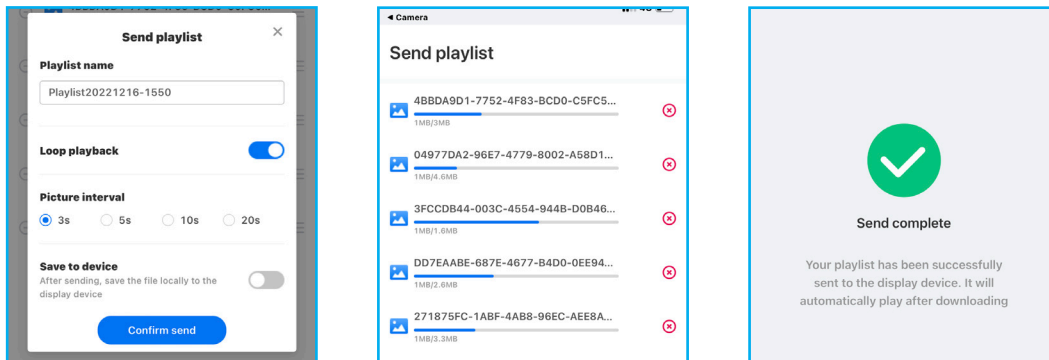 Send playlist
Playlist name
Playlist20221216-1550
Loop playback
Picture interval
3s 5s 10s 20s
Save to device
After sending, save the file locally to the
display device
Confirm send
Camera
Send playlist
4BBDA9D1-7752-4F83-BCD0-C5FC5...
1MB/3MB
04977DA2-96E7-4779-8002-A58D1...
1MB/4.6MB
3FCCDB44-003C-4554-944B-D0B46...
1MB/1.6MB
DD7EAABE-687E-4677-B4D0-0EE94...
1MB/2.6MB
271875FC-1ABF-4AB8-96EC-AEE8A...
1MB/3.3MB
Send complete
Your playlist has been successfully
sent to the display device. It will
automatically play after downloading